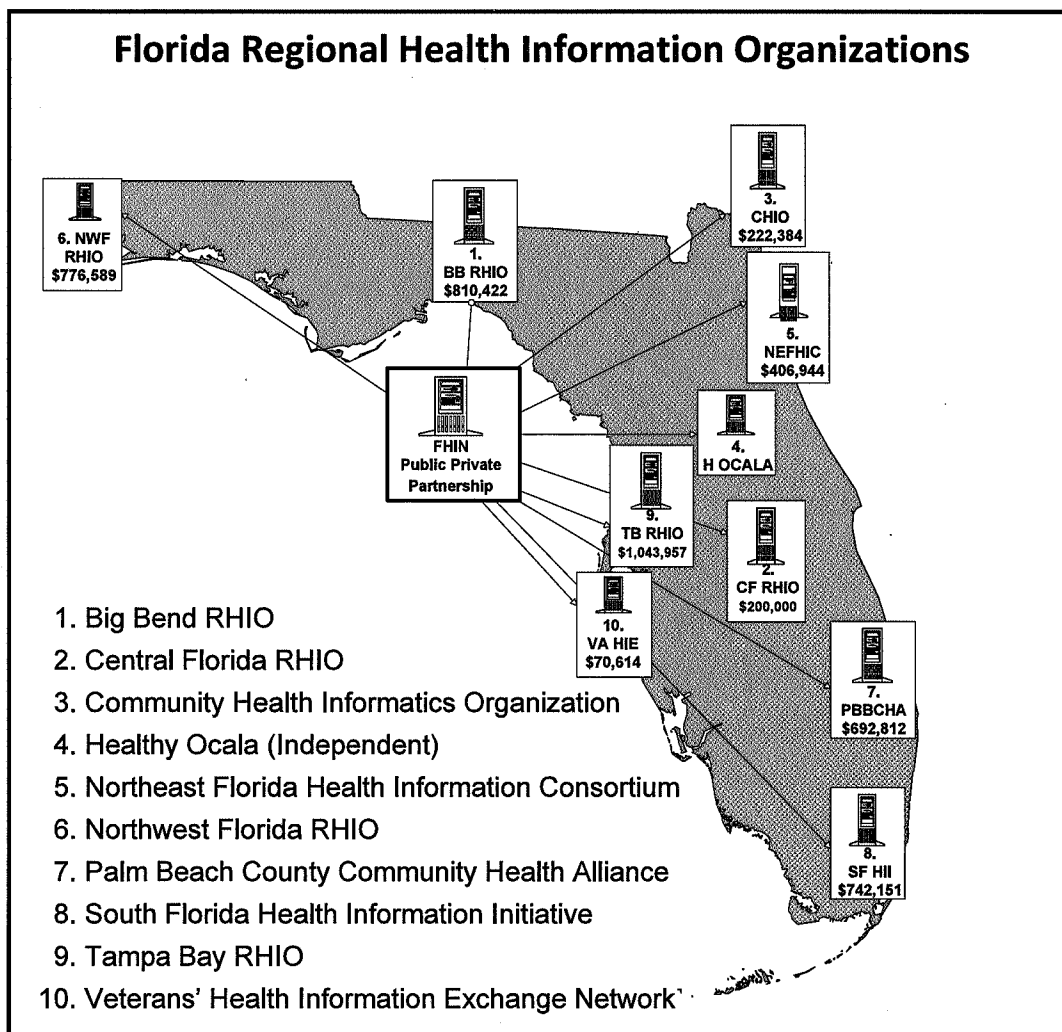 Florida Regional Health Information Organizations
3.
CHIO
$222,384
6. NWF
RHIO
$776,589
1.
BB RHIO
$810,422
5.
NEFHIC
$406,944
FHIN
Public Private
Partnership
4.
H OCALA
9.
TB RHIO
$1,043,957
2.
CF RHIO
$200,000
10.
VA HIE
$70,614
7.
PBBCHA
$692,812
8.
SF HII
$742,151
1. Big Bend RHIO
2. Central Florida RHIO
3. Community Health Informatics Organization
4. Healthy Ocala (Independent)
5. Northeast Florida Health Information Consortium
6. Northwest Florida RHIO
7. Palm Beach County Community Health Alliance
8. South Florida Health Information Initiative
9. Tampa Bay RHIO
10. Veterans' Health Information Exchange Network